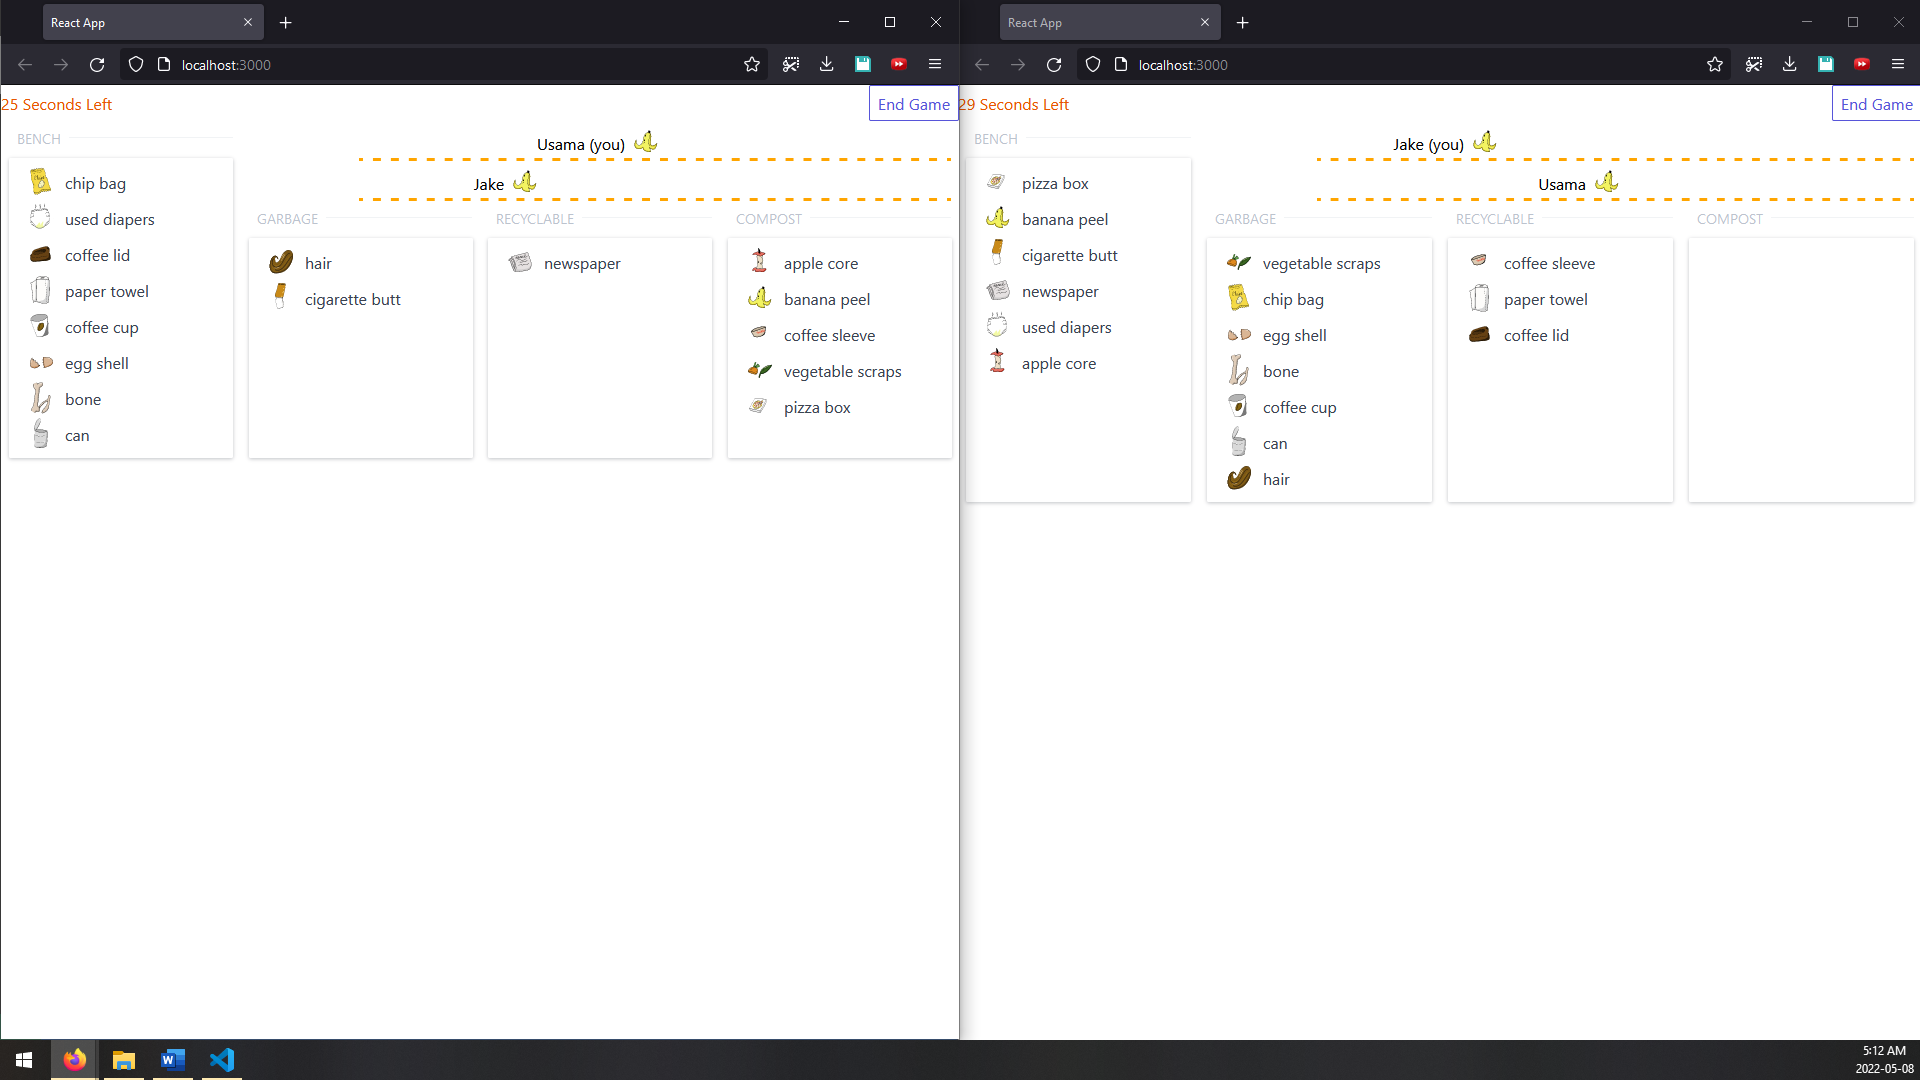 React App
localhost:3000
25 Seconds Left
End Game
BENCH
chip bag
used diapers
coffee lid
paper towel
coffee cup
egg shell
bone
can
Usama (you)
Jake
GARBAGE
hair
cigarette butt
RECYCLABLE
newspaper
COMPOST
apple core
banana peel
coffee sleeve
vegetable scraps
pizza box
React App
localhost:3000
29 Seconds Left
End Game
BENCH
pizza box
banana peel
cigarette butt
newspaper
used diapers
apple core
Jake (you)
Usama
GARBAGE
vegetable scraps
chip bag
egg shell
bone
coffee cup
can
hair
RECYCLABLE
coffee sleeve
paper towel
coffee lid
COMPOST
5:12 AM
2022-05-08